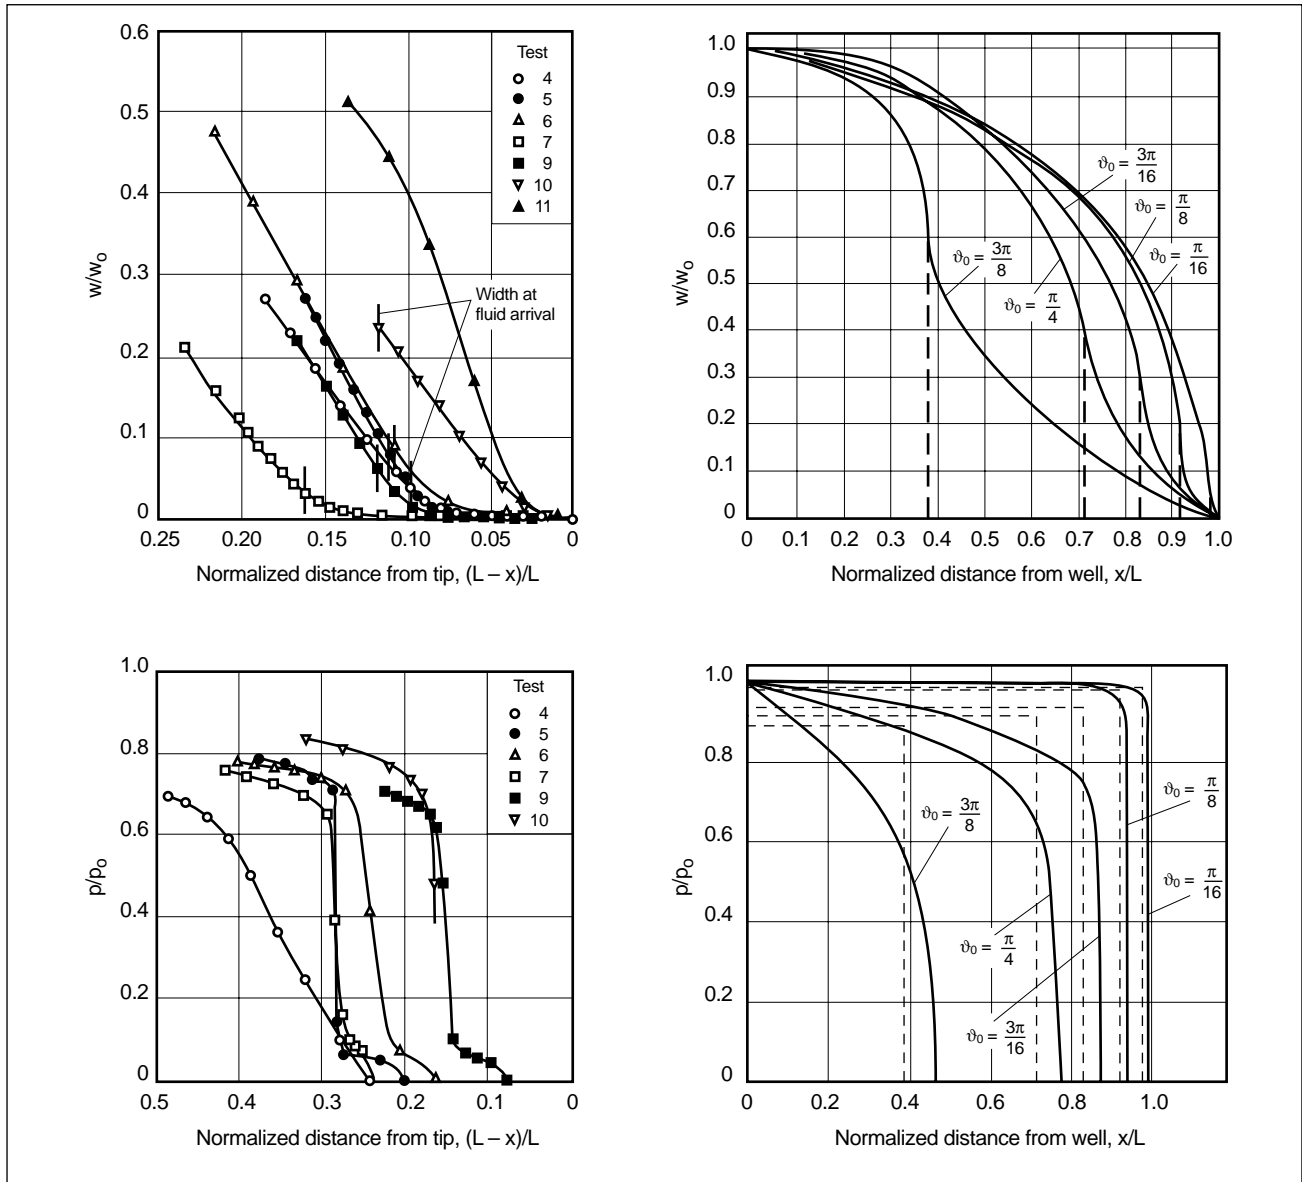 0.6
0.5
0.4
0.3
0.2
0.1
0
w/wo
Test
4
5
6
7
9
10
11
Width at
fluid arrival
0.25 0.20 0.15 0.10 0.05 0
Normalized distance from tip, (L – x)/L
1.0
0.9
0.8
0.7
0.6
0.5
0.4
0.3
0.2
0.1
0
w/wo
ϑ0 = 3π/16
ϑ0 = π/8
ϑ0 = π/16
ϑ0 = 3π/8
ϑ0 = π/4
0 0.1 0.2 0.3 0.4 0.5 0.6 0.7 0.8 0.9 1.0
Normalized distance from well, x/L
1.0
0.8
0.6
0.4
0.2
0
p/po
Test
4
5
6
7
9
10
0.5 0.4 0.3 0.2 0.1 0
Normalized distance from tip, (L – x)/L
1.0
0.8
0.6
0.4
0.2
0
p/po
ϑ0 = 3π/8
ϑ0 = π/8
ϑ0 = π/16
ϑ0 = π/4
ϑ0 = 3π/16
0 0.2 0.4 0.6 0.8 1.0
Normalized distance from well, x/L